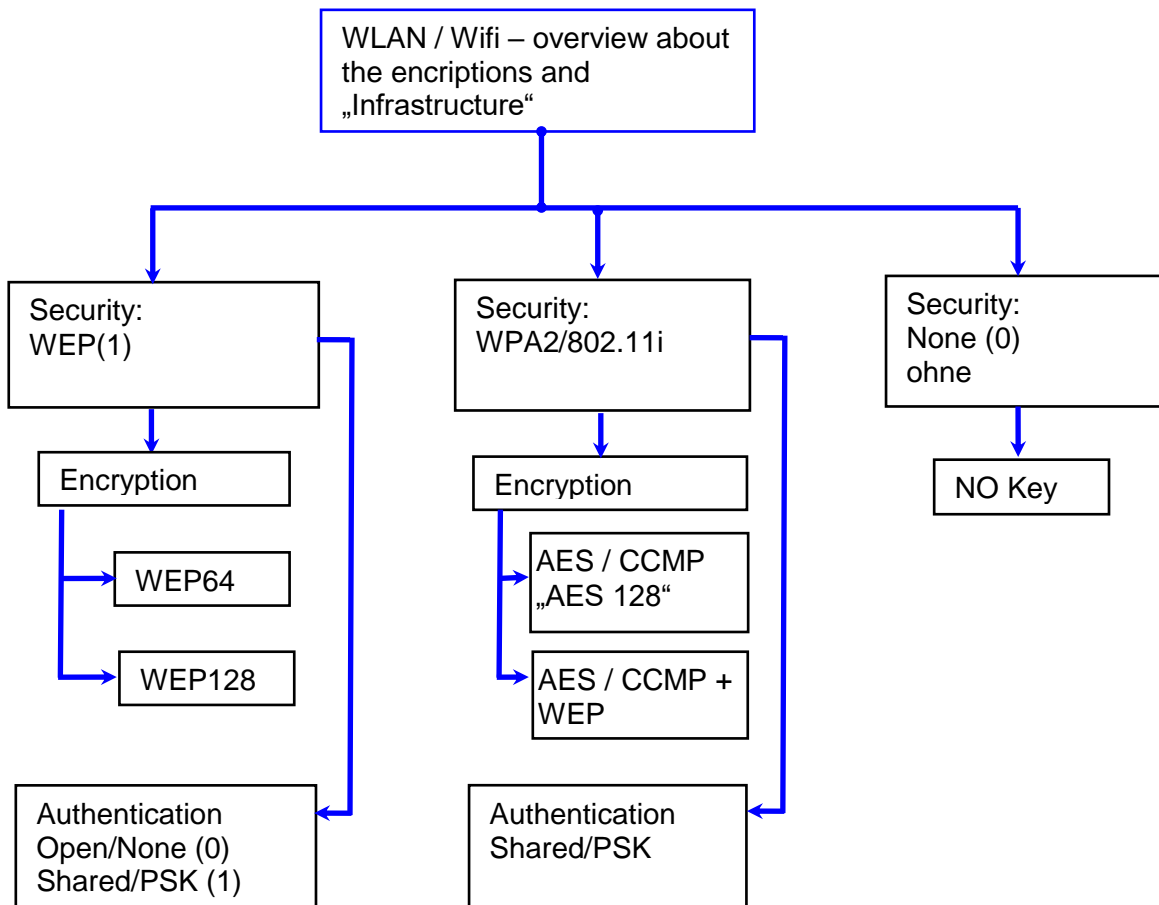 WLAN / Wifi – overview about
the encriptions and
„Infrastructure“
Security:
WEP(1)
Security:
WPA2/802.11i
Security:
None (0)
ohne
Encryption
Encryption
NO Key
WEP64
AES / CCMP
„AES 128“
WEP128
AES / CCMP +
WEP
Authentication
Open/None (0)
Shared/PSK (1)
Authentication
Shared/PSK